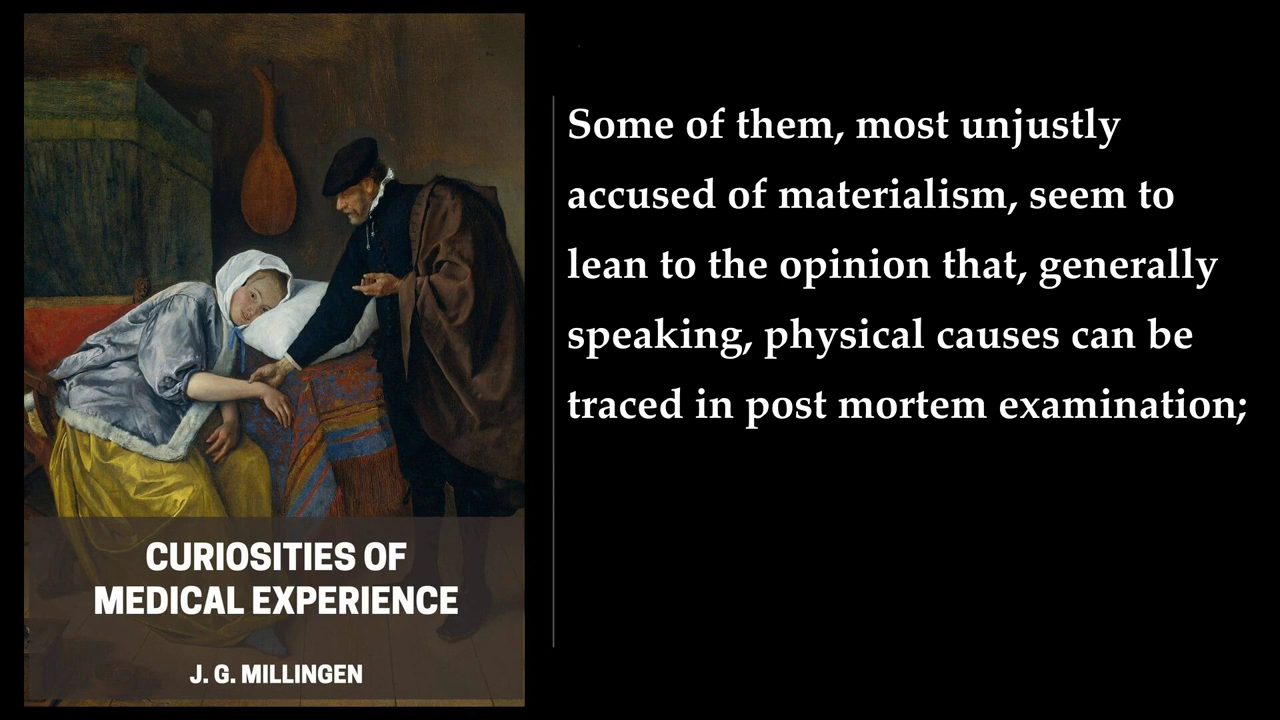 Some of them, most unjustly
accused of materialism, seem to
lean to the opinion that, generally
speaking, physical causes can be
traced in post mortem examination;
CURIOSITIES OF
MEDICAL EXPERIENCE
J. G. MILLINGEN